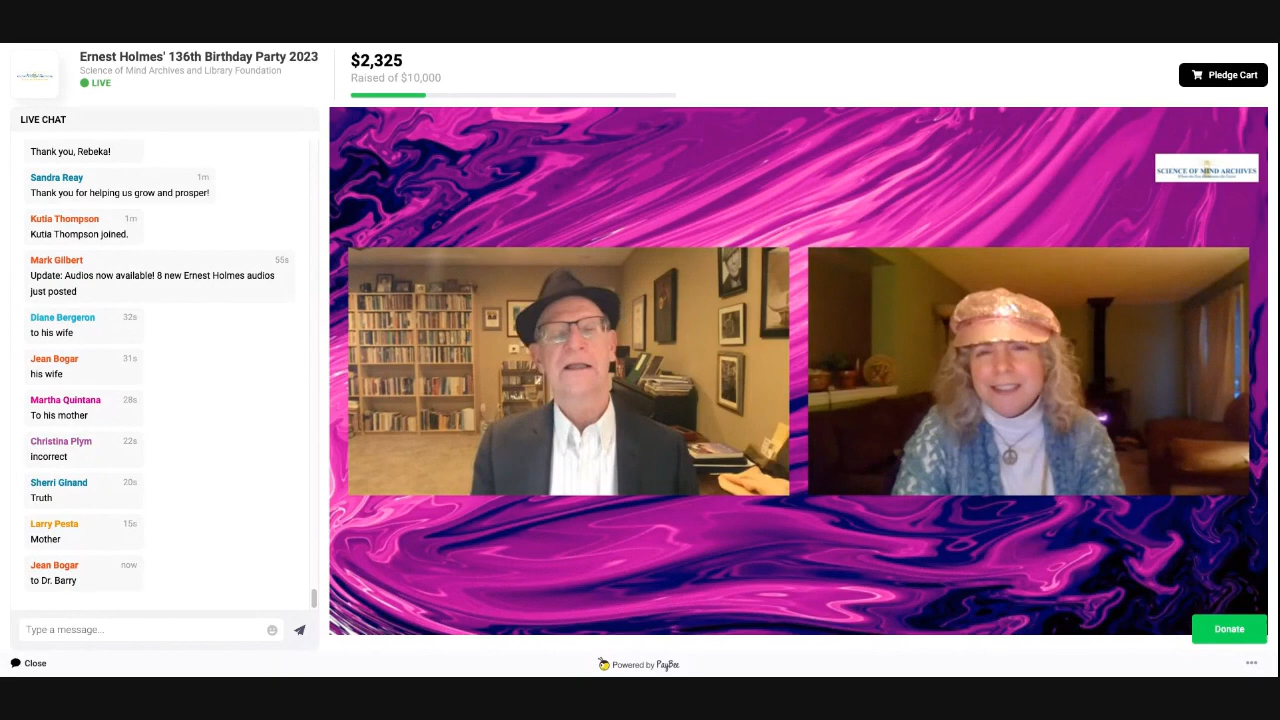 Ernest Holmes' 136th Birthday Party 2023
Science of Mind Archives and Library Foundation
LIVE
$2,325
Raised of $10,000
Pledge Cart
LIVE CHAT
Thank you, Rebeka!
Sandra Reay 1m
Thank you for helping us grow and prosper!
Kutia Thompson 1m
Kutia Thompson joined.
Mark Gilbert 55s
Update: Audios now available! 8 new Ernest Holmes audios
just posted
Diane Bergeron 32s
to his wife
Jean Bogar 31s
his wife
Martha Quintana 28s
To his mother
Christina Plym 22s
incorrect
Sherri Ginand 20s
Truth
Larry Pesta 15s
Mother
Jean Bogar now
to Dr. Barry
Type a message...
Close
SCIENCE OF MIND ARCHIVES
Donate
Powered by PayBee